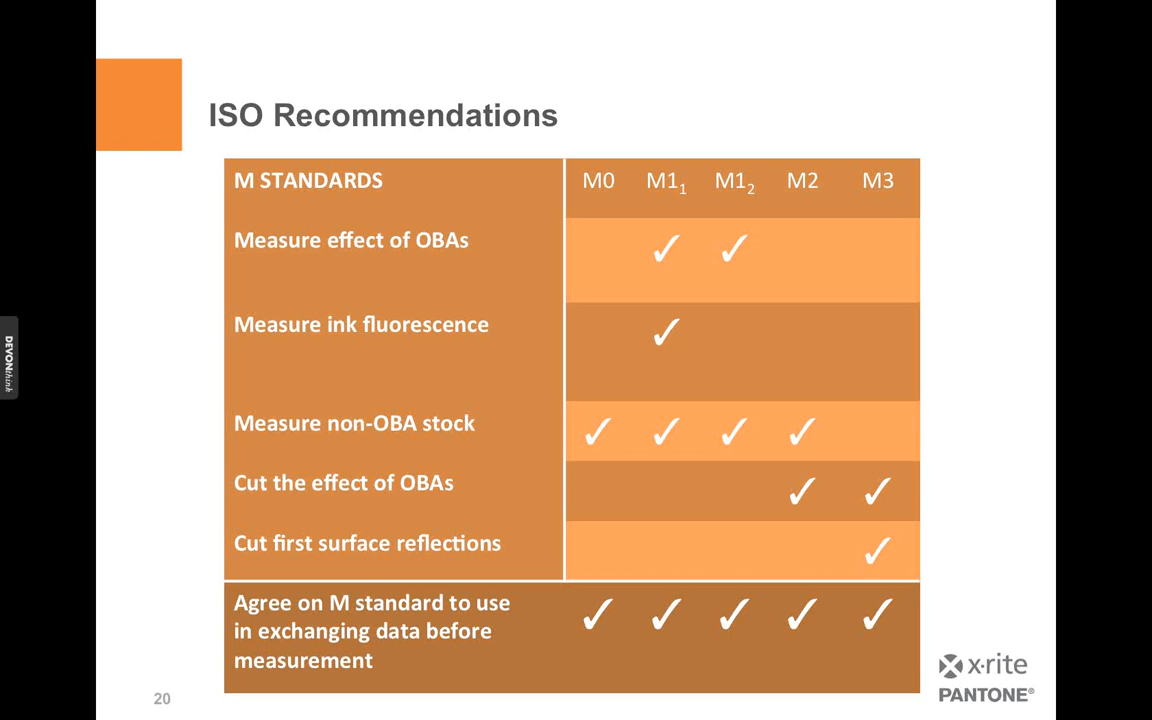 ISO Recommendations
M STANDARDS M0 M1₁ M1₂ M2 M3
Measure effect of OBAs ✓ ✓
Measure ink fluorescence ✓
Measure non-OBA stock ✓ ✓ ✓ ✓
Cut the effect of OBAs ✓ ✓
Cut first surface reflections ✓
Agree on M standard to use ✓ ✓ ✓ ✓ ✓
in exchanging data before
measurement
DEVONthink
x·rite
PANTONE®
20